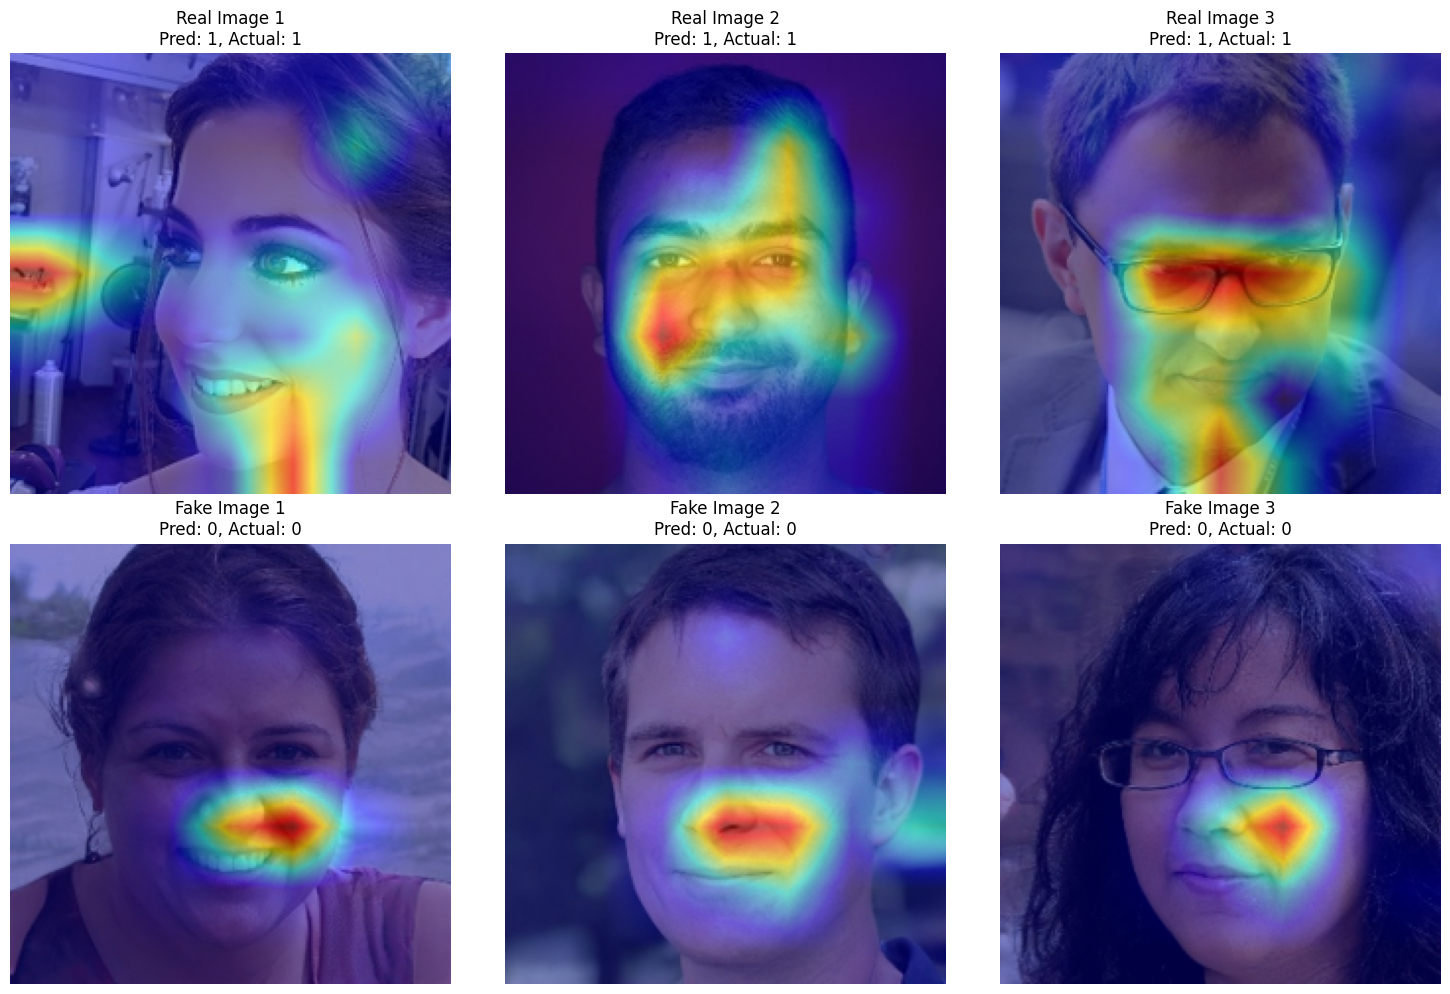 Real Image 1
Pred: 1, Actual: 1
Real Image 2
Pred: 1, Actual: 1
Real Image 3
Pred: 1, Actual: 1
Fake Image 1
Pred: 0, Actual: 0
Fake Image 2
Pred: 0, Actual: 0
Fake Image 3
Pred: 0, Actual: 0